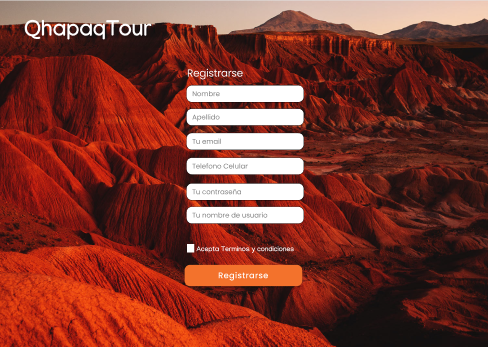 QhapaqTour
Registrarse
Nombre
Apellido
Tu email
Telefono Celular
Tu contraseña
Tu nombre de usuario
Acepta Terminos y condiciones
Registrarse